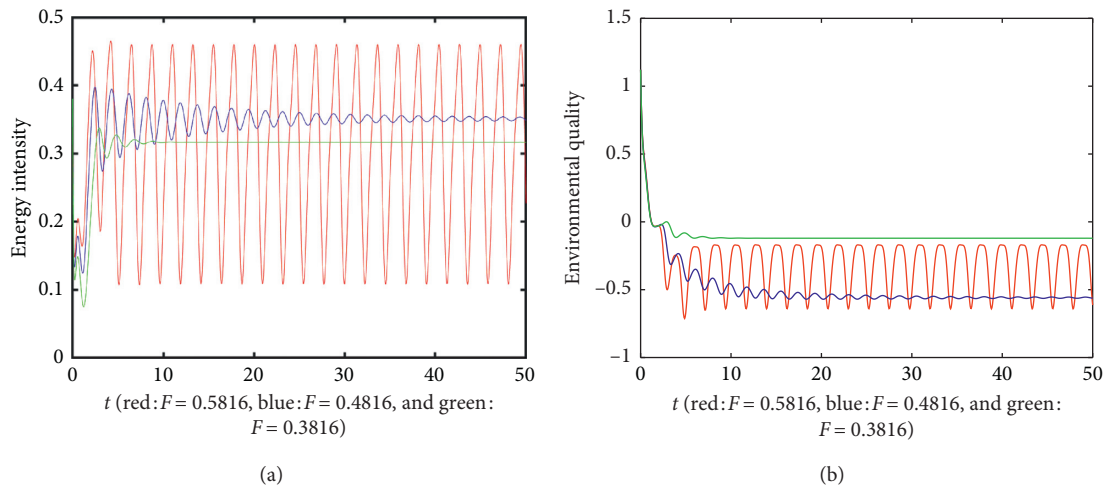 0.5
0.4
0.3
0.2
0.1
0
Energy intensity
0 10 20 30 40 50
t (red: F = 0.5816, blue: F = 0.4816, and green:
F = 0.3816)
(a)
1.5
1
0.5
0
−0.5
−1
Environmental quality
0 10 20 30 40 50
t (red: F = 0.5816, blue: F = 0.4816, and green:
F = 0.3816)
(b)